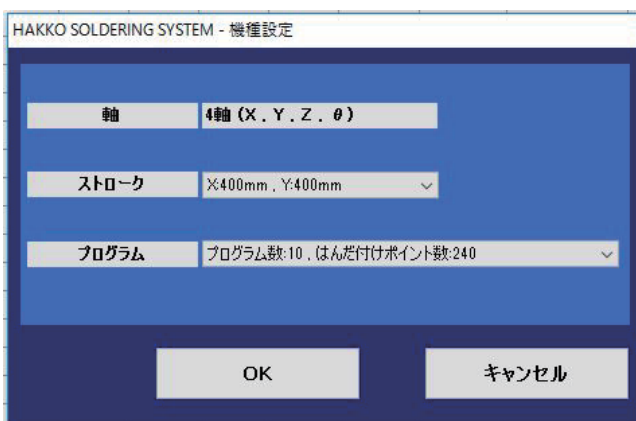 HAKKO SOLDERING SYSTEM - 機種設定
軸 4軸 (X , Y , Z , θ)
ストローク X:400mm , Y:400mm
プログラム プログラム数:10 , はんだ付けポイント数:240
OK キャンセル